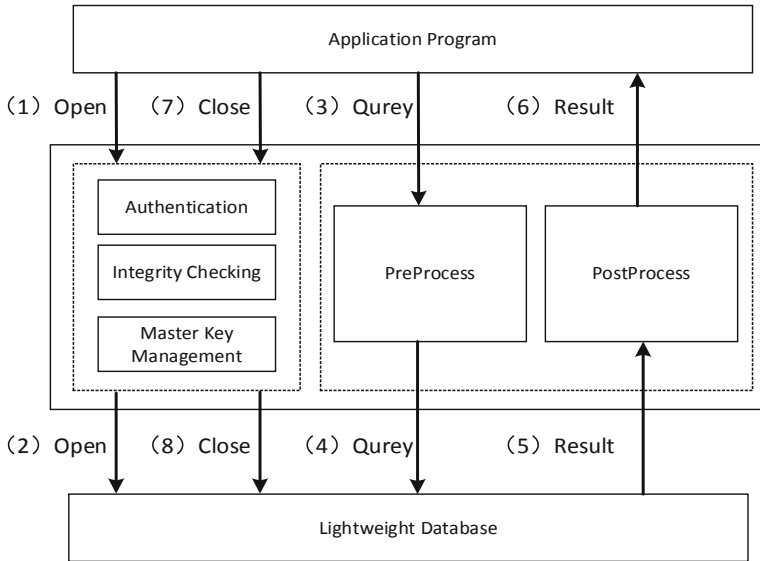 Application Program
（1）Open
（7）Close
（3）Qurey
（6）Result
Authentication
Integrity Checking
Master Key
Management
PreProcess
PostProcess
（2）Open
（8）Close
（4）Qurey
（5）Result
Lightweight Database